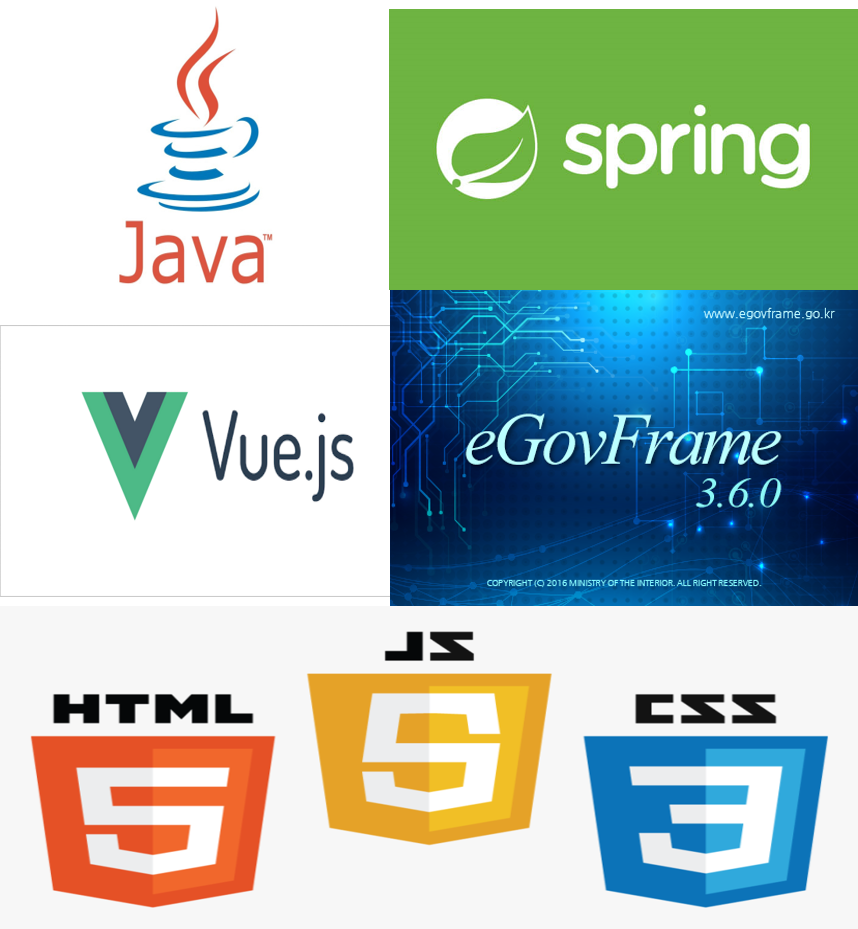 Java™
spring
Vue.js
www.egovframe.go.kr
eGovFrame
3.6.0
COPYRIGHT (C) 2016 MINISTRY OF THE INTERIOR. ALL RIGHT RESERVED.
JS
HTML
CSS
5
5
3